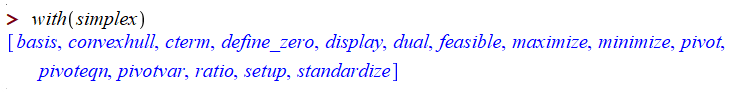 > with(simplex)
[basis, convexhull, cterm, define_zero, display, dual, feasible, maximize, minimize, pivot,
pivoteqn, pivotvar, ratio, setup, standardize]